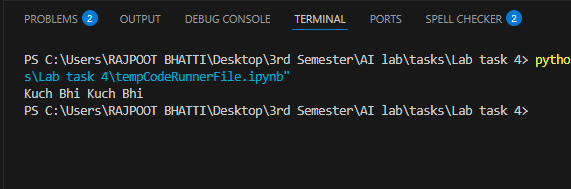 PROBLEMS 2 OUTPUT DEBUG CONSOLE TERMINAL PORTS SPELL CHECKER 2
PS C:\Users\RAJPOOT BHATTI\Desktop\3rd Semester\AI lab\tasks\Lab task 4> pytho
s\Lab task 4\tempCodeRunnerFile.ipynb"
Kuch Bhi Kuch Bhi
PS C:\Users\RAJPOOT BHATTI\Desktop\3rd Semester\AI lab\tasks\Lab task 4>